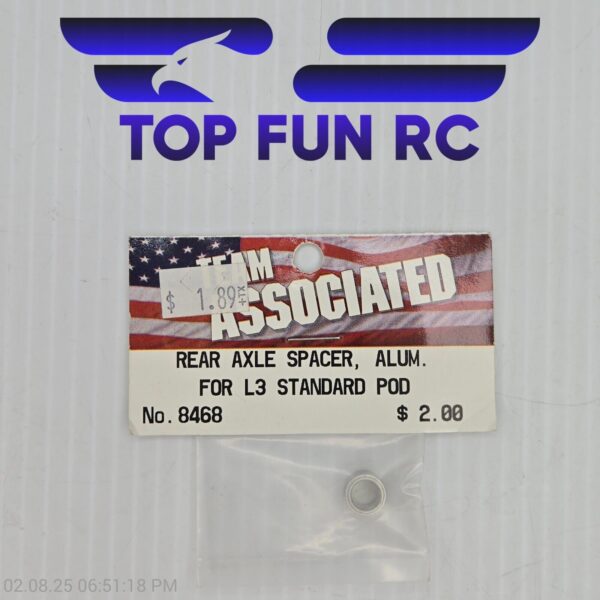 TOP FUN RC
TEAM
ASSOCIATED
$ 1.89
REAR AXLE SPACER, ALUM.
FOR L3 STANDARD POD
No. 8468
$ 2.00
02.08.25 06:51:18 PM